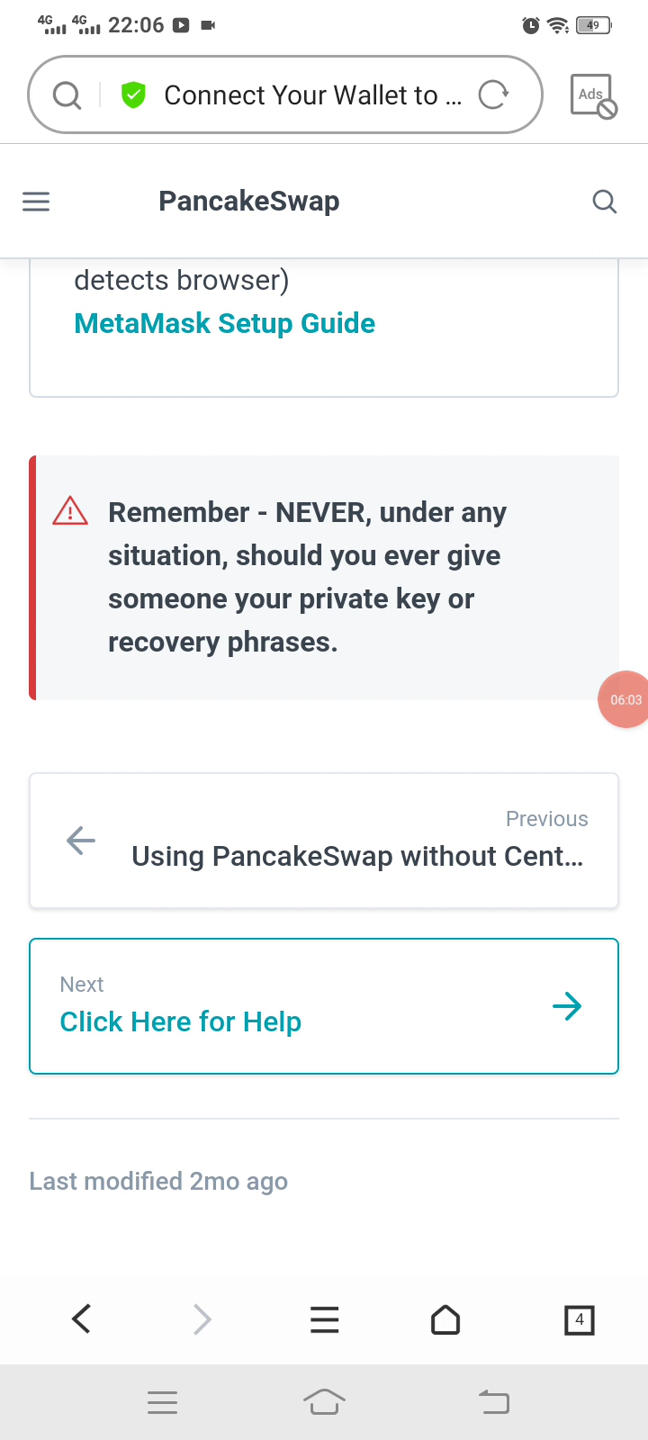 4G 4G 22:06 49
Connect Your Wallet to ...
Ads
PancakeSwap
detects browser)
MetaMask Setup Guide
Remember - NEVER, under any
situation, should you ever give
someone your private key or
recovery phrases.
06:03
Previous
Using PancakeSwap without Cent...
Next
Click Here for Help
Last modified 2mo ago
4